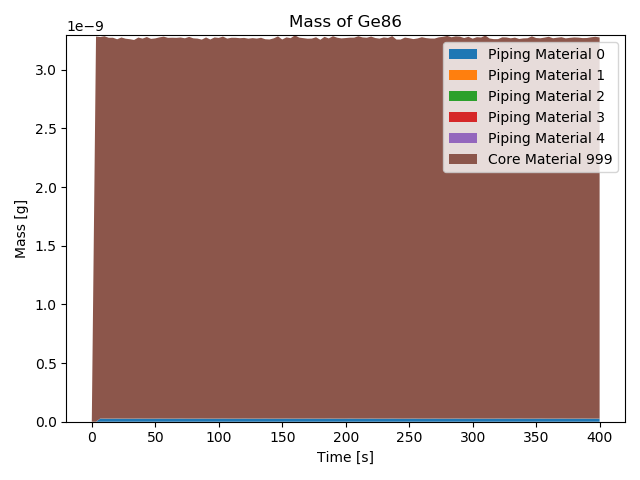 Mass of Ge86
1e−9
3.0
2.5
2.0
1.5
1.0
0.5
0.0
Mass [g]
Piping Material 0
Piping Material 1
Piping Material 2
Piping Material 3
Piping Material 4
Core Material 999
0 50 100 150 200 250 300 350 400
Time [s]